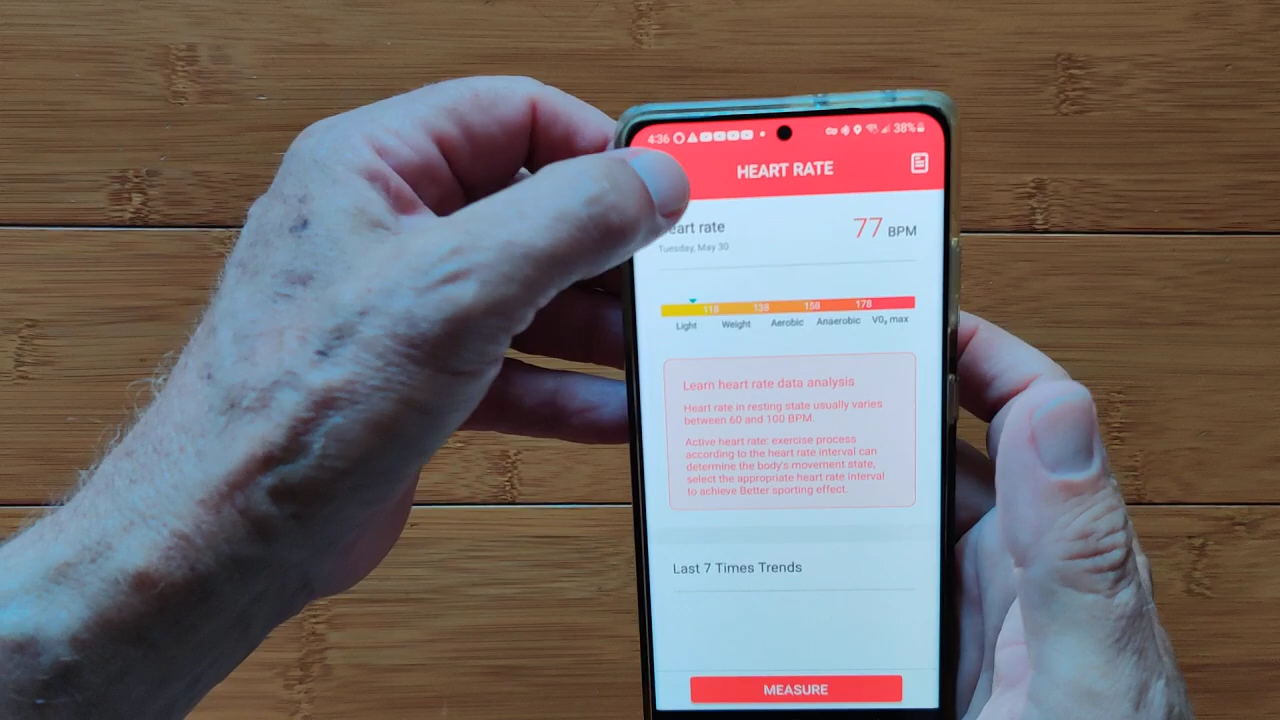 4:36 38%
HEART RATE
eart rate 77 BPM
Tuesday, May 30
118 138 158 178
Light Weight Aerobic Anaerobic VO₂ max
Learn heart rate data analysis
Heart rate in resting state usually varies
between 60 and 100 BPM.
Active heart rate: exercise process
according to the heart rate interval can
determine the body's movement state,
select the appropriate heart rate interval
to achieve Better sporting effect.
Last 7 Times Trends
MEASURE